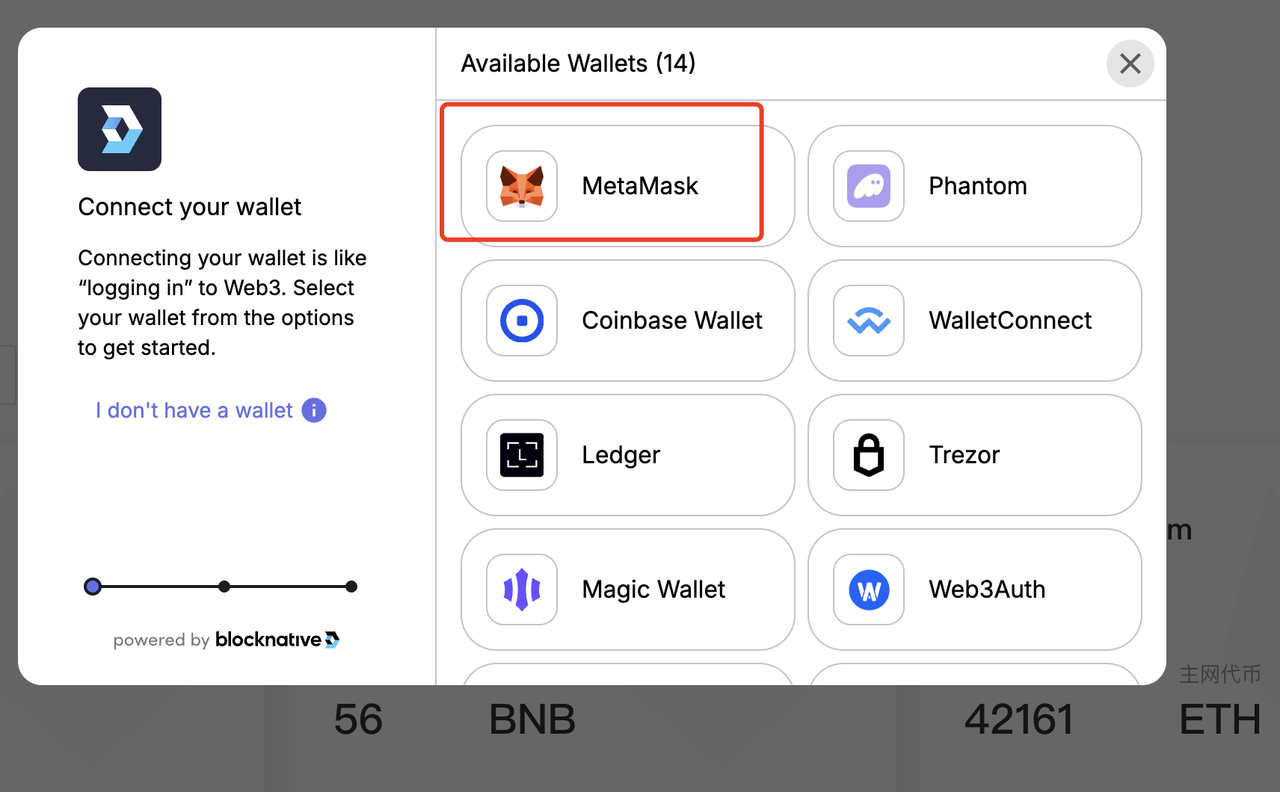 Connect your wallet
Connecting your wallet is like
“logging in” to Web3. Select
your wallet from the options
to get started.
I don't have a wallet
powered by blocknative
Available Wallets (14)
MetaMask
Phantom
Coinbase Wallet
WalletConnect
Ledger
Trezor
Magic Wallet
Web3Auth
m
主网代币
56
BNB
42161
ETH